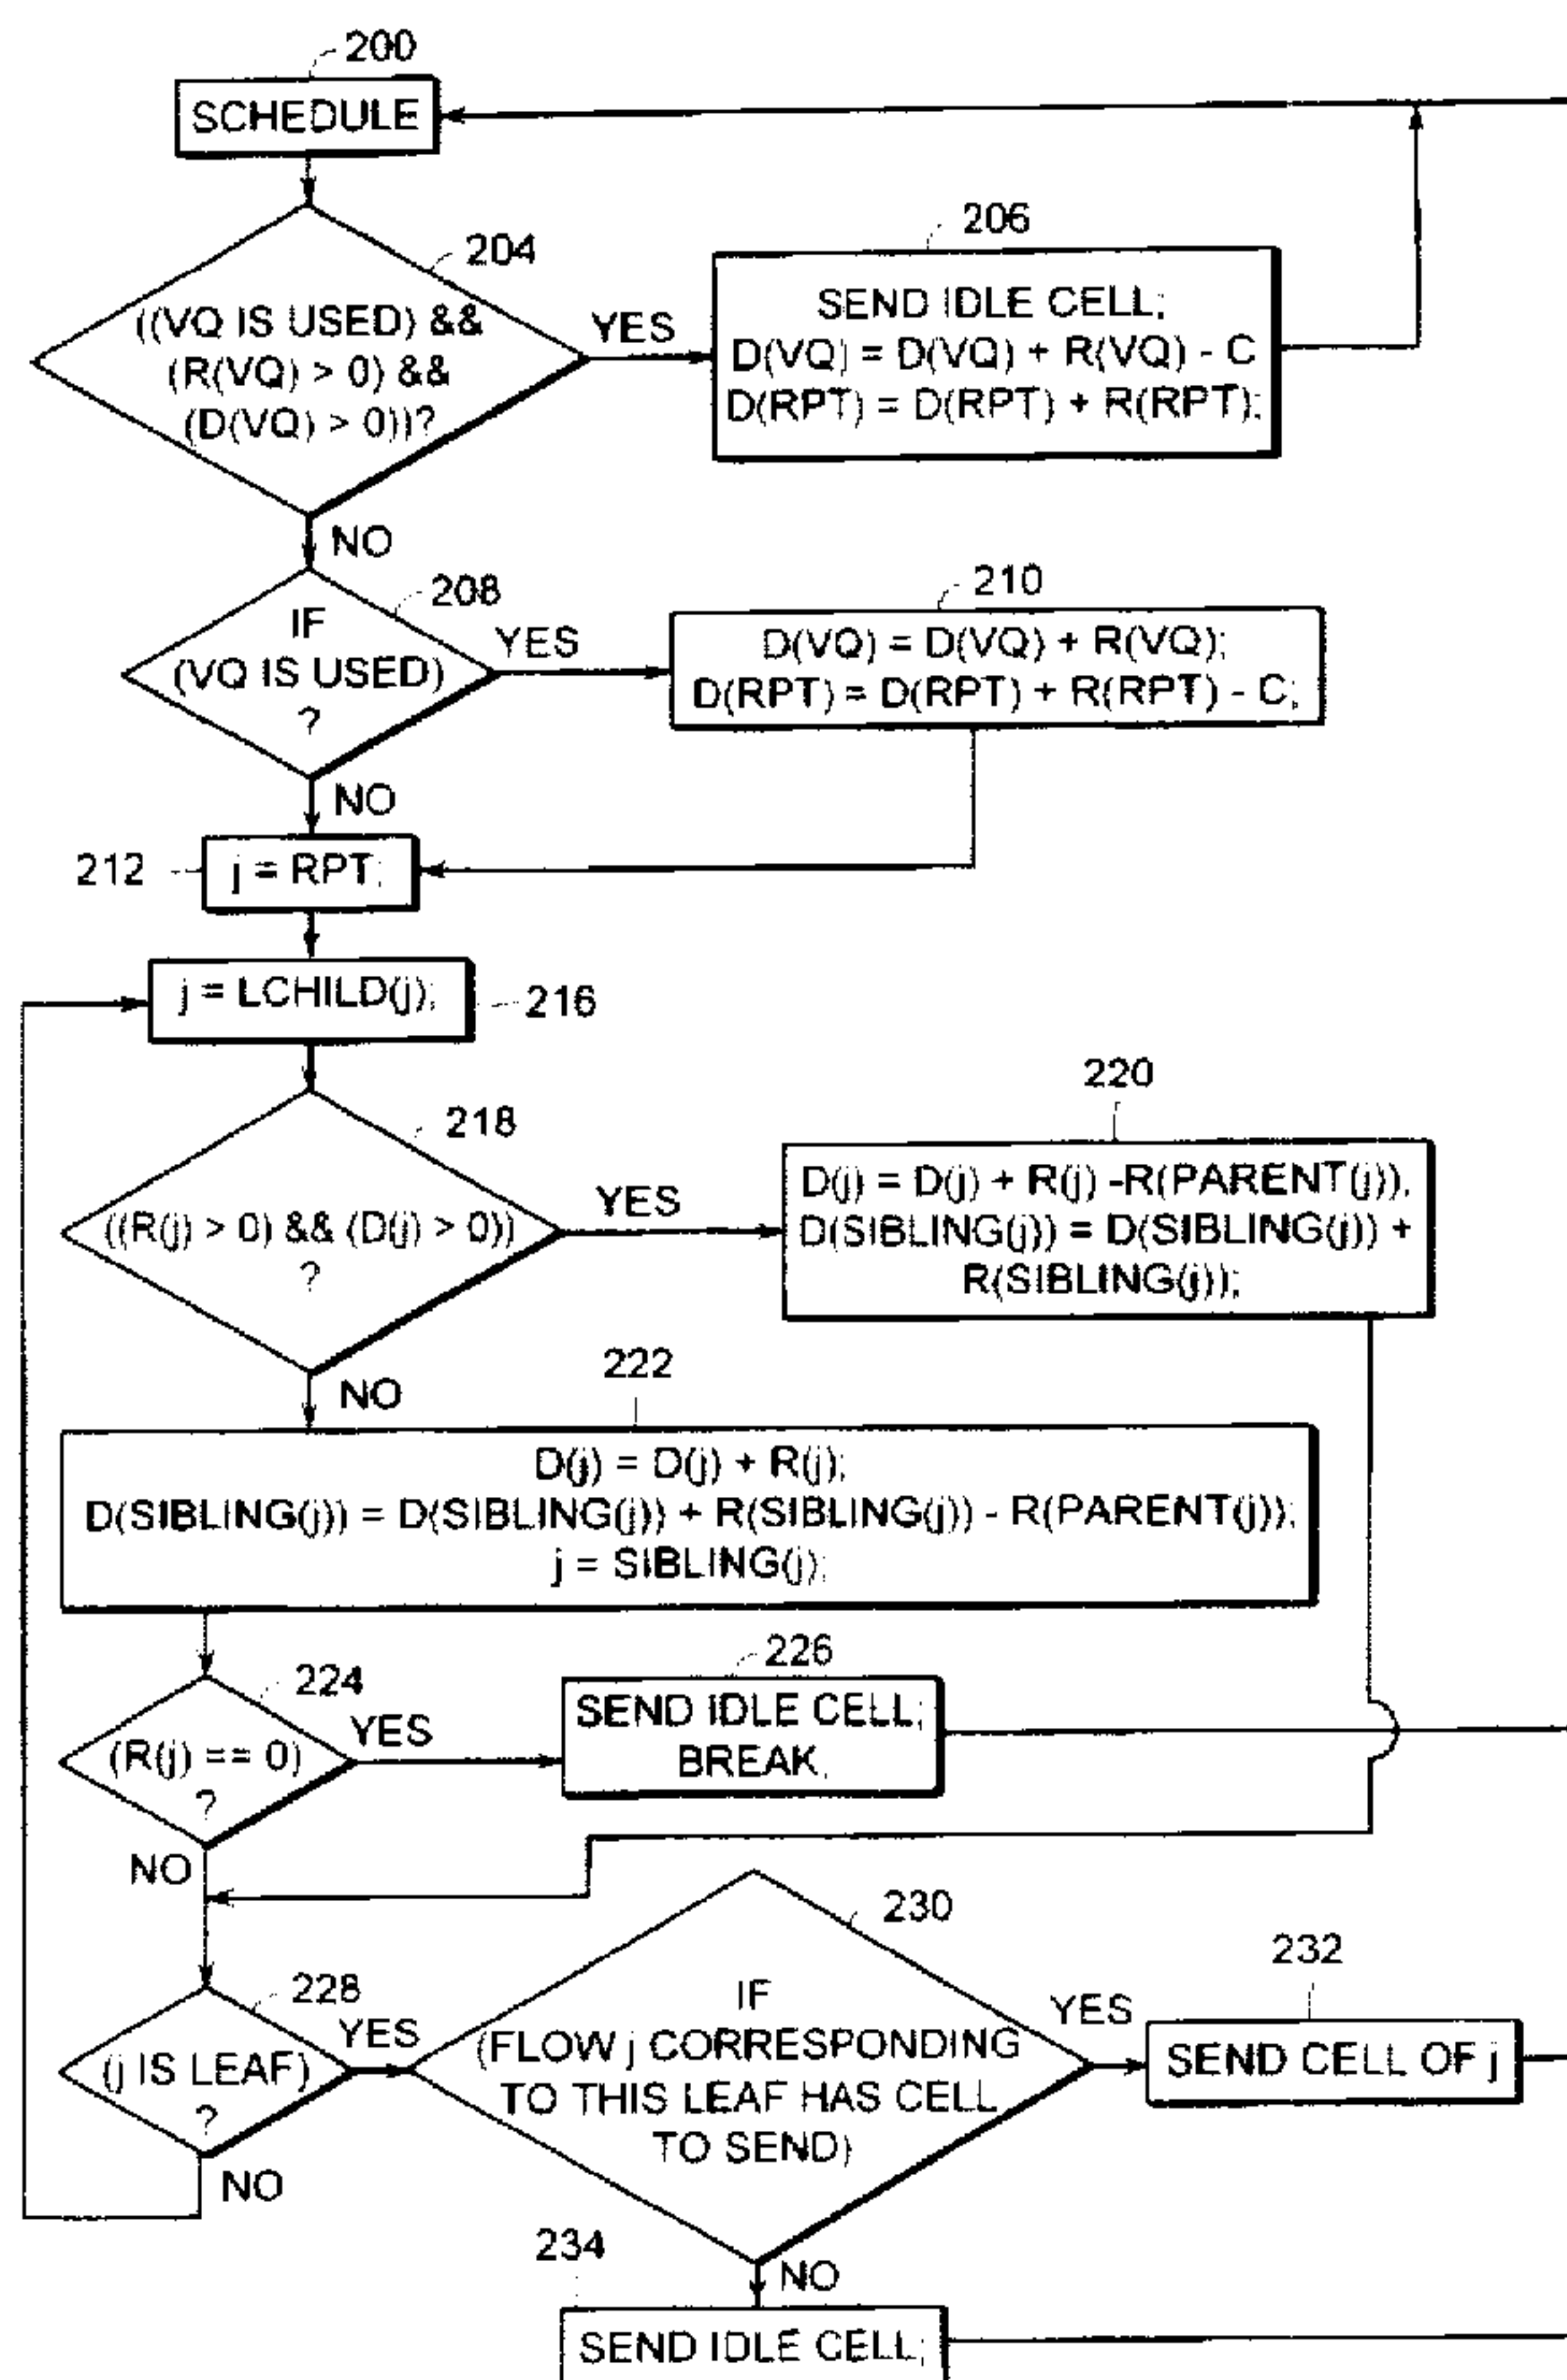 200
SCHEDULE
204
((VQ IS USED) &&
(R(VQ) > 0) &&
(D(VQ) > 0))?
YES
206
SEND IDLE CELL;
D(VQ) = D(VQ) + R(VQ) - C
D(RPT) = D(RPT) + R(RPT);
NO
208
IF
(VQ IS USED)
?
YES
210
D(VQ) = D(VQ) + R(VQ);
D(RPT) = D(RPT) + R(RPT) - C;
NO
212
j = RPT;
j = LCHILD(j);
216
218
((R(j) > 0) && (D(j) > 0))
?
YES
220
D(j) = D(j) + R(j) -R(PARENT(j)),
D(SIBLING(j)) = D(SIBLING(j)) +
R(SIBLING(j));
NO
222
D(j) = D(j) + R(j);
D(SIBLING(j)) = D(SIBLING(j)) + R(SIBLING(j)) - R(PARENT(j));
j = SIBLING(j);
224
(R(j) == 0)
?
YES
226
SEND IDLE CELL;
BREAK,
NO
228
(j IS LEAF)
?
YES
230
IF
(FLOW j CORRESPONDING
TO THIS LEAF HAS CELL
TO SEND)
YES
232
SEND CELL OF j
NO
234
NO
SEND IDLE CELL;